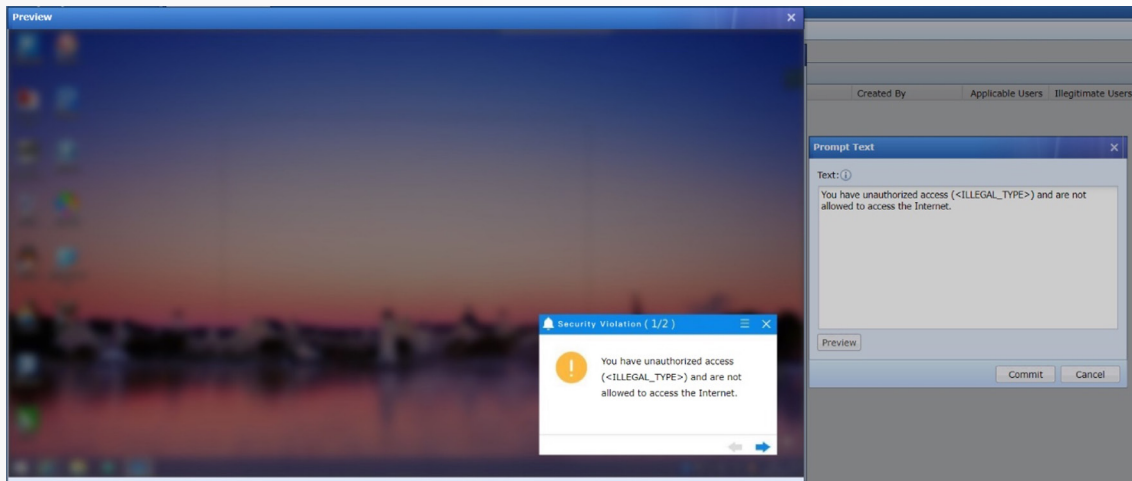 Preview
Created By Applicable Users Illegitimate Users
Prompt Text
Text:
You have unauthorized access (<ILLEGAL_TYPE>) and are not
allowed to access the Internet.
Preview
Commit Cancel
Security Violation ( 1/2 )
You have unauthorized access
(<ILLEGAL_TYPE>) and are not
allowed to access the Internet.